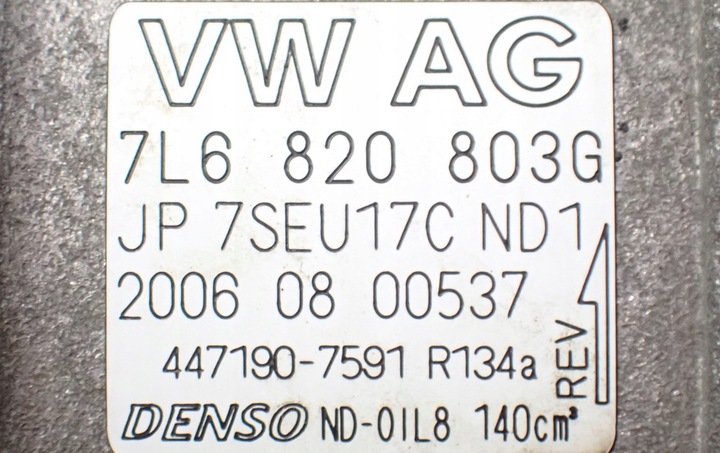 VW AG
7L6 820 803G
JP 7SEU17C ND1
2006 08 00537
447190-7591 R134a
REV
DENSO ND-OIL8 140cm³